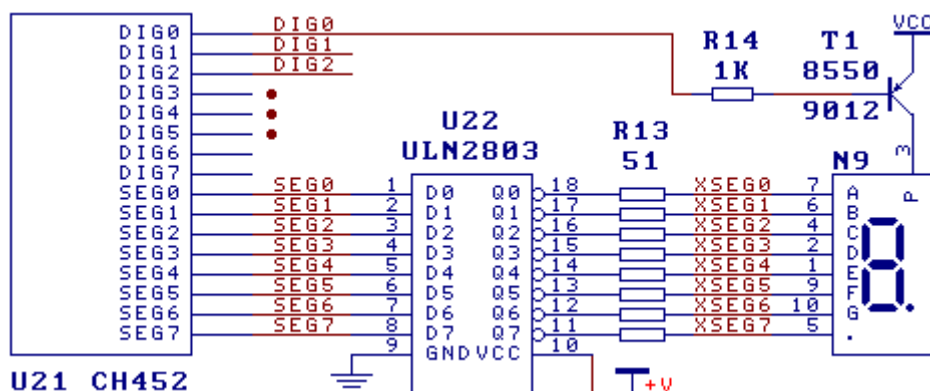 DIG0 DIG0 VCC
DIG1 DIG1 R14 T1
DIG2 DIG2 1K 8550
DIG3
DIG4 U22 9012
DIG5 ULN2803 R13 3
DIG6 51 N9
DIG7
SEG0 SEG0 1 D0 Q0 18 XSEG0 7 A P
SEG1 SEG1 2 D1 Q1 17 XSEG1 6 B
SEG2 SEG2 3 D2 Q2 16 XSEG2 4 C
SEG3 SEG3 4 D3 Q3 15 XSEG3 2 D
SEG4 SEG4 5 D4 Q4 14 XSEG4 1 E
SEG5 SEG5 6 D5 Q5 13 XSEG5 9 F
SEG6 SEG6 7 D6 Q6 12 XSEG6 10 G
SEG7 SEG7 8 D7 Q7 11 XSEG7 5 .
9 GND VCC 10
U21 CH452 +V